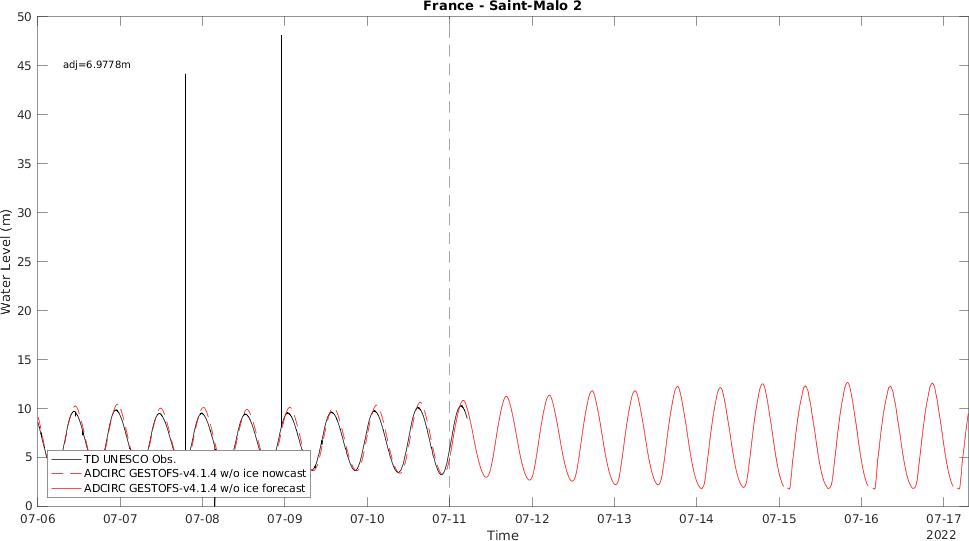 France - Saint-Malo 2
50
45
40
35
30
25
20
15
10
5
0
Water Level (m)
adj=6.9778m
TD UNESCO Obs.
ADCIRC GESTOFS-v4.1.4 w/o ice nowcast
ADCIRC GESTOFS-v4.1.4 w/o ice forecast
07-06 07-07 07-08 07-09 07-10 07-11 07-12 07-13 07-14 07-15 07-16 07-17
Time
2022